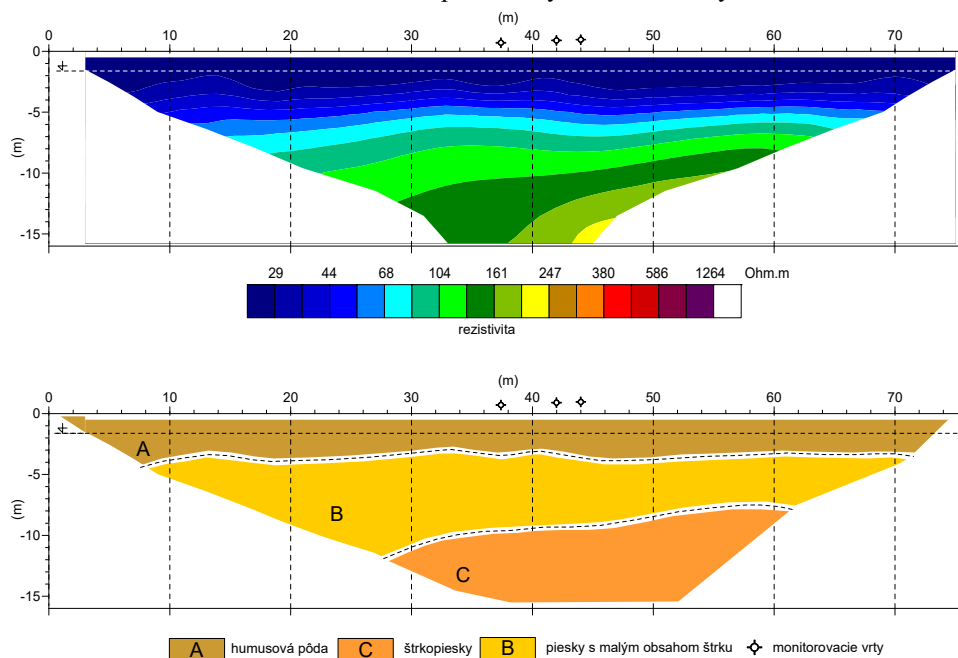 (m)
0 10 20 30 40 50 60 70
0
-5
-10
-15
(m)
29 44 68 104 161 247 380 586 1264 Ohm.m
rezistivita
(m)
0 10 20 30 40 50 60 70
0
-5
-10
-15
(m)
A
B
C
A humusová pôda C štrkopiesky B piesky s malým obsahom štrku monitorovacie vrty